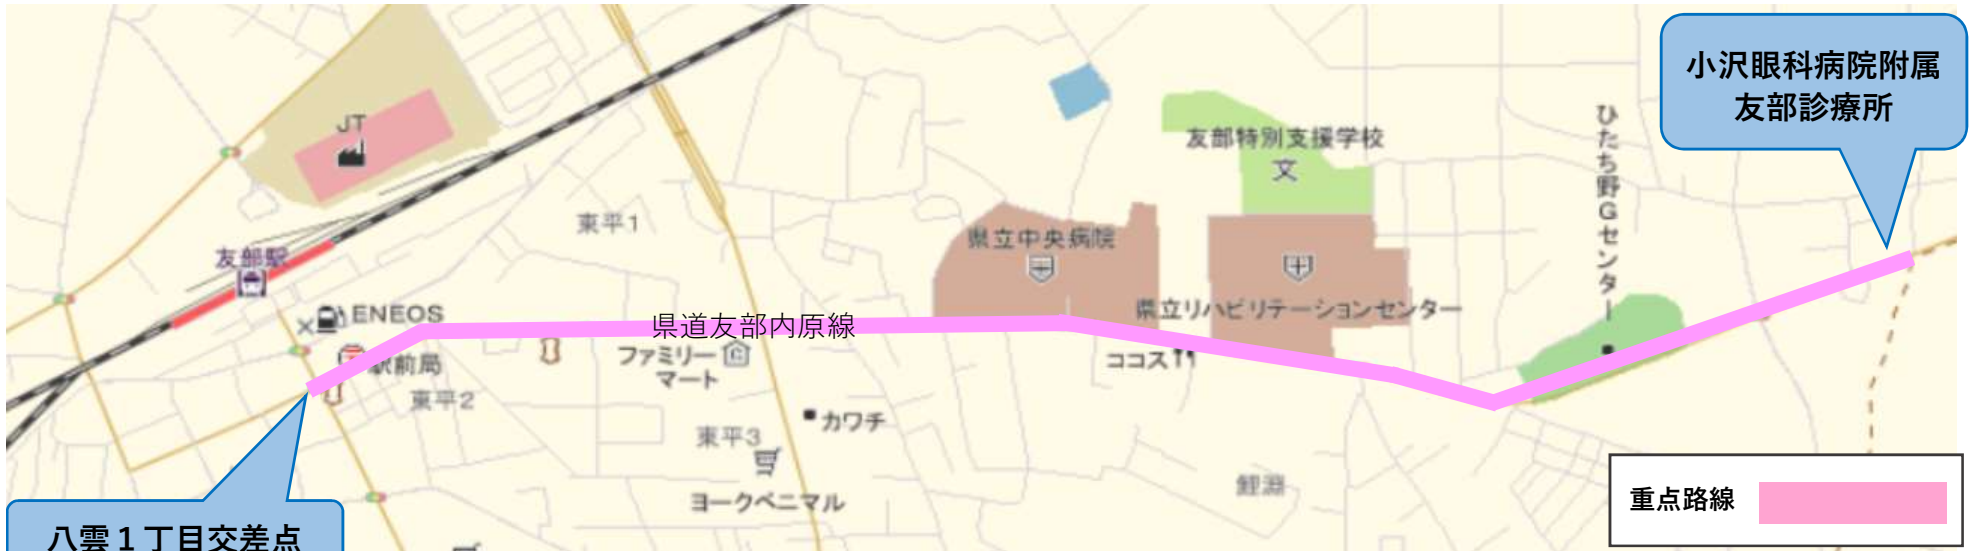 小沢眼科病院附属
友部診療所
JT
友部特別支援学校
文
ひたち野Gセンター
東平1
県立中央病院
友部駅
県立リハビリテーションセンター
ENEOS
県道友部内原線
駅前局
ファミリー
マート
ココス
東平2
カワチ
東平3
鯉淵
ヨークベニマル
重点路線
八雲1丁目交差点